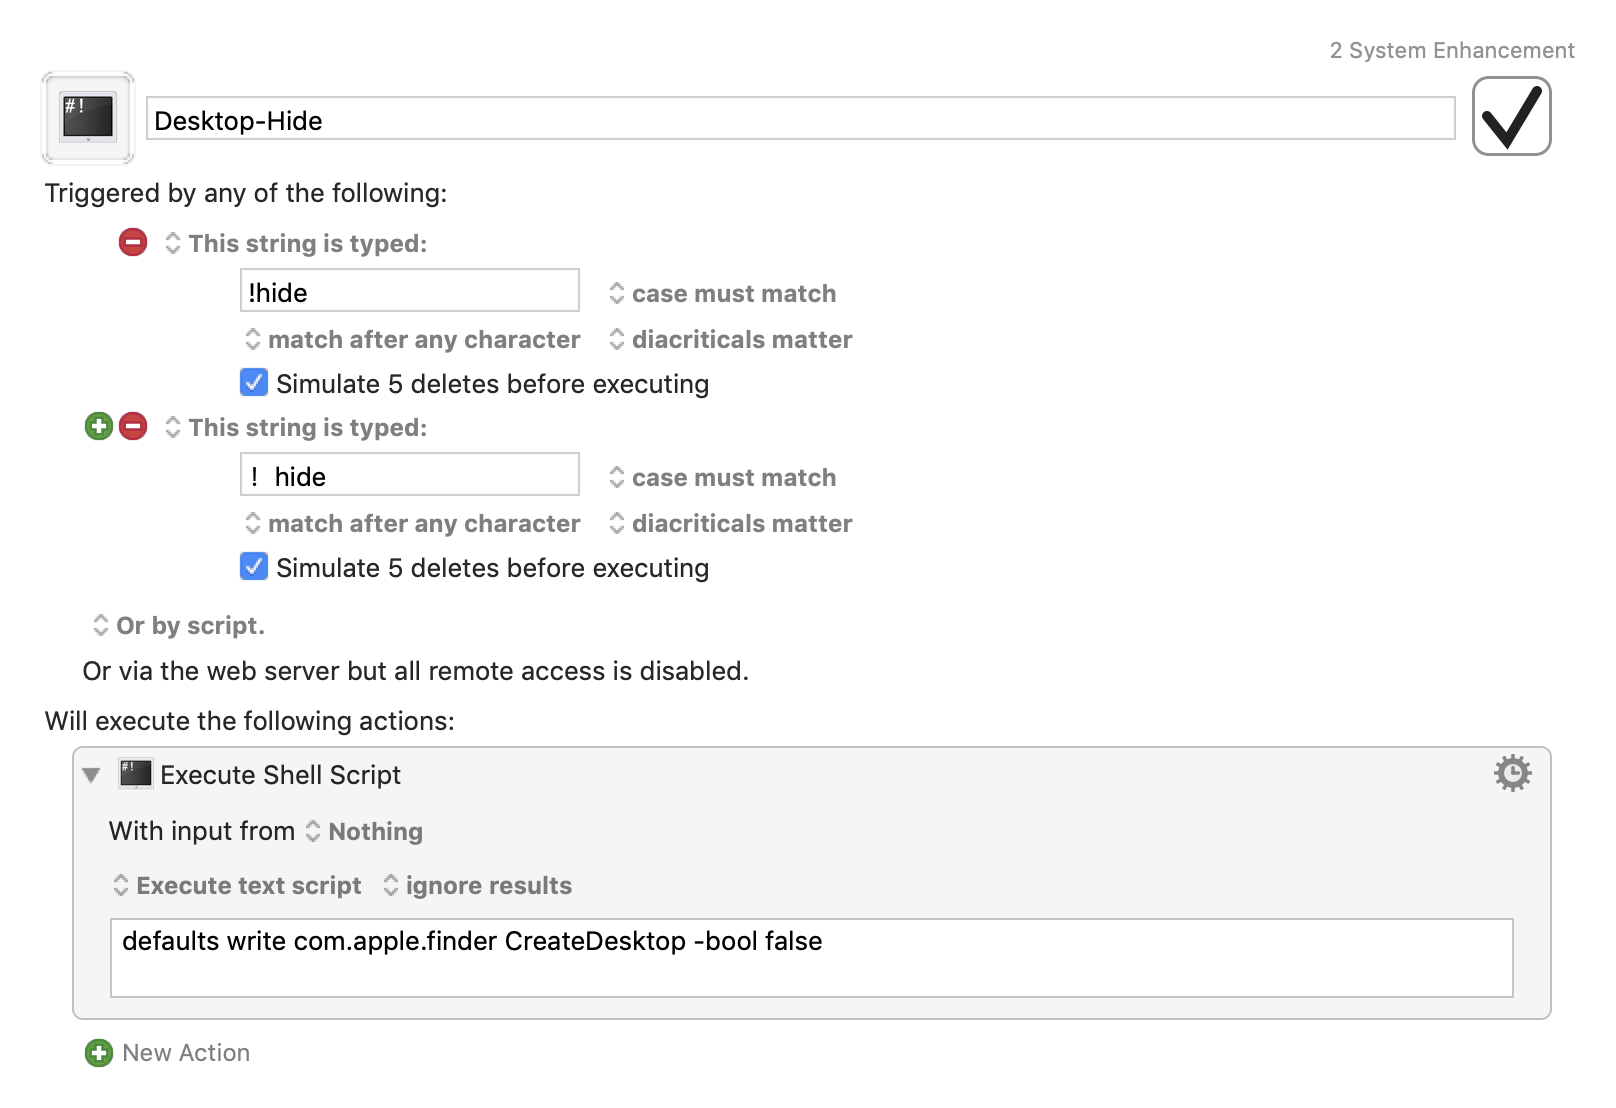 2 System Enhancement
#!
Desktop-Hide
Triggered by any of the following:
This string is typed:
!hide
case must match
match after any character
diacriticals matter
Simulate 5 deletes before executing
This string is typed:
！hide
case must match
match after any character
diacriticals matter
Simulate 5 deletes before executing
Or by script.
Or via the web server but all remote access is disabled.
Will execute the following actions:
#!
Execute Shell Script
With input from Nothing
Execute text script ignore results
defaults write com.apple.finder CreateDesktop -bool false
New Action